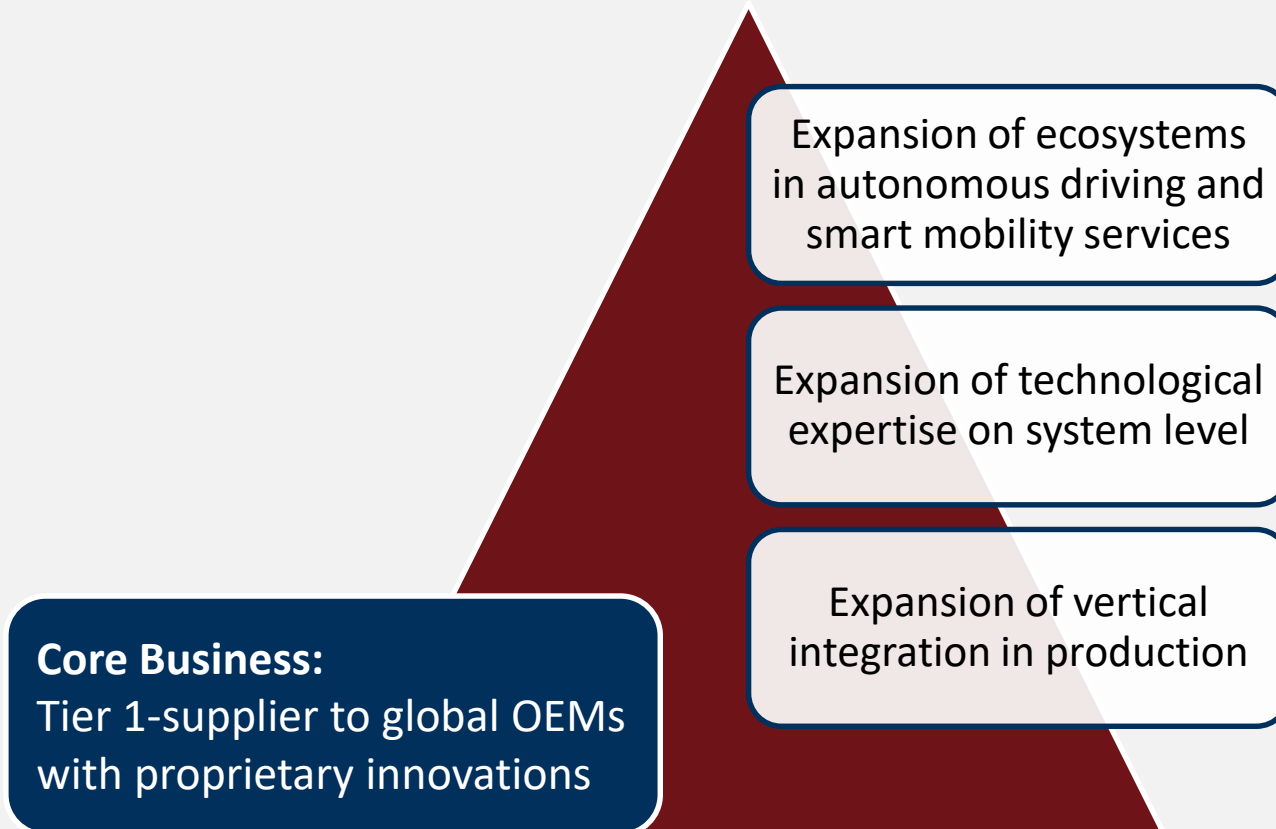 Expansion of ecosystems
in autonomous driving and
smart mobility services
Expansion of technological
expertise on system level
Expansion of vertical
integration in production
Core Business:
Tier 1-supplier to global OEMs
with proprietary innovations